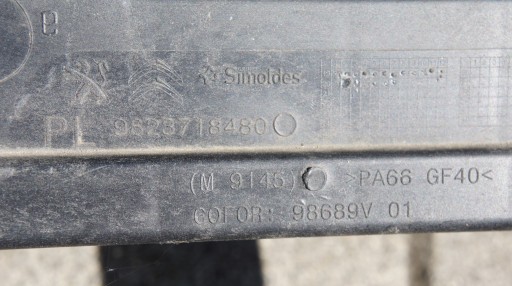 Simoldes
PL 9823718480
(M 9145) >PA66 GF40<
COFOR: 98689V 01